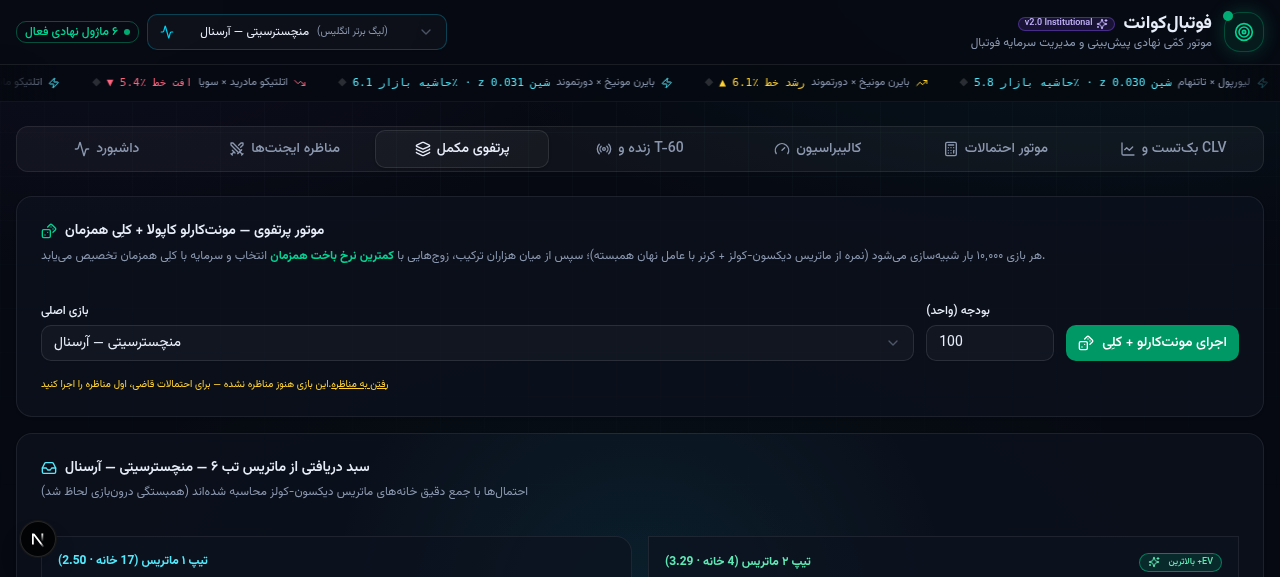 فوتبال‌کوانت
v2.0 Institutional
موتور کمّی نهادی پیش‌بینی و مدیریت سرمایه فوتبال
منچسترسیتی — آرسنال (لیگ برتر انگلیس)
۶ ماژول نهادی فعال
لیورپول × تاتنهام شین z 0.030 · حاشیه بازار 5.8٪
بایرن مونیخ × دورتموند رشد خط 6.1٪ ▲
بایرن مونیخ × دورتموند شین z 0.031 · حاشیه بازار 6.1٪
اتلتیکو مادرید × سویا افت خط 5.4٪ ▼
اتلتیکو
CLV بک‌تست و
موتور احتمالات
کالیبراسیون
T-60 زنده و
پرتفوی مکمل
مناظره ایجنت‌ها
داشبورد
موتور پرتفوی — مونت‌کارلو کاپولا + کلِی همزمان
هر بازی ۱۰,۰۰۰ بار شبیه‌سازی می‌شود (نمره از ماتریس دیکسون-کولز + کرنر با عامل نهان همبسته)؛ سپس از میان هزاران ترکیب، زوج‌هایی با کمترین نرخ باخت همزمان انتخاب و سرمایه با کلِی همزمان تخصیص می‌یابد.
بازی اصلی
بودجه (واحد)
منچسترسیتی — آرسنال
100
اجرای مونت‌کارلو + کلِی
این بازی هنوز مناظره نشده — برای احتمالات قاضی، اول مناظره را اجرا کنید.رفتن به مناظره
سبد دریافتی از ماتریس تب ۶ — منچسترسیتی — آرسنال
احتمال‌ها با جمع دقیق خانه‌های ماتریس دیکسون-کولز محاسبه شده‌اند (همبستگی درون‌بازی لحاظ شد)
تیپ ۱ ماتریس (17 خانه · 2.50)
تیپ ۲ ماتریس (4 خانه · 3.29)
بالاترین EV+